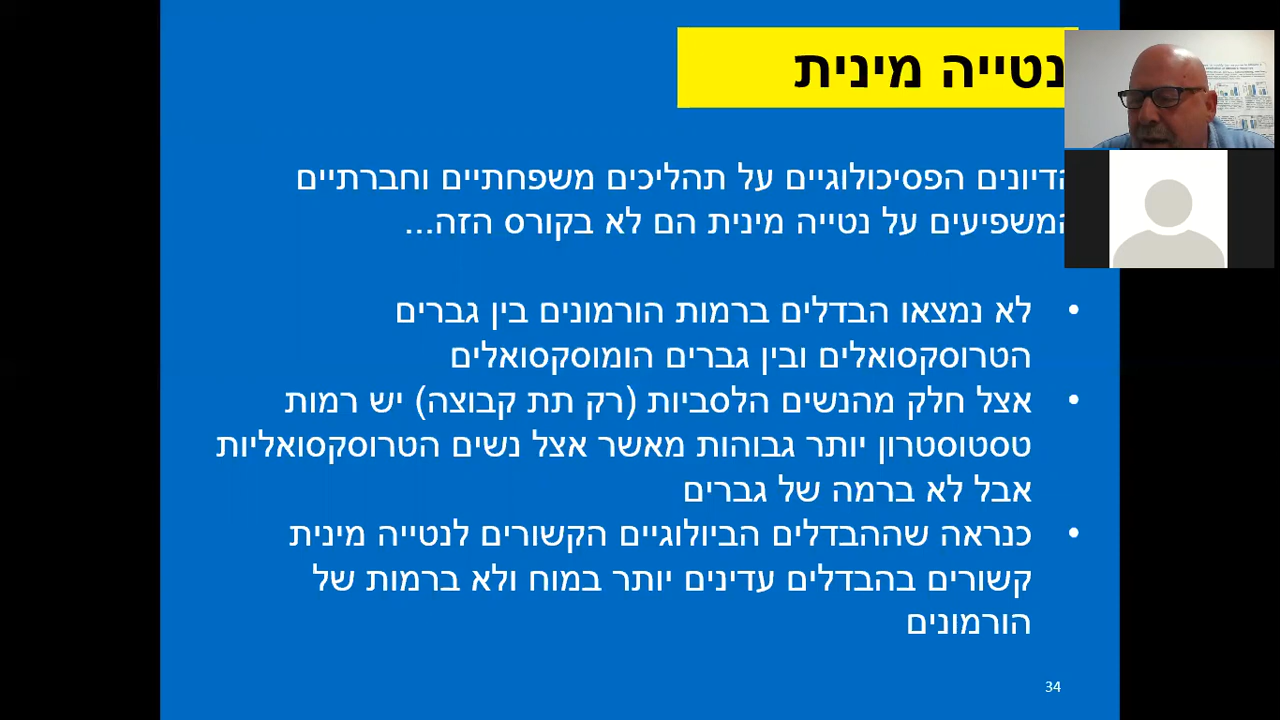 נטייה מינית
הדיונים הפסיכולוגיים על תהליכים משפחתיים וחברתיים
המשפיעים על נטייה מינית הם לא בקורס הזה...
• לא נמצאו הבדלים ברמות הורמונים בין גברים
הטרוסקסואלים ובין גברים הומוסקסואלים
• אצל חלק מהנשים הלסביות (רק תת קבוצה) יש רמות
טסטוסטרון יותר גבוהות מאשר אצל נשים הטרוסקסואליות
אבל לא ברמה של גברים
• כנראה שההבדלים הביולוגיים הקשורים לנטייה מינית
קשורים בהבדלים עדינים יותר במוח ולא ברמות של
הורמונים
34